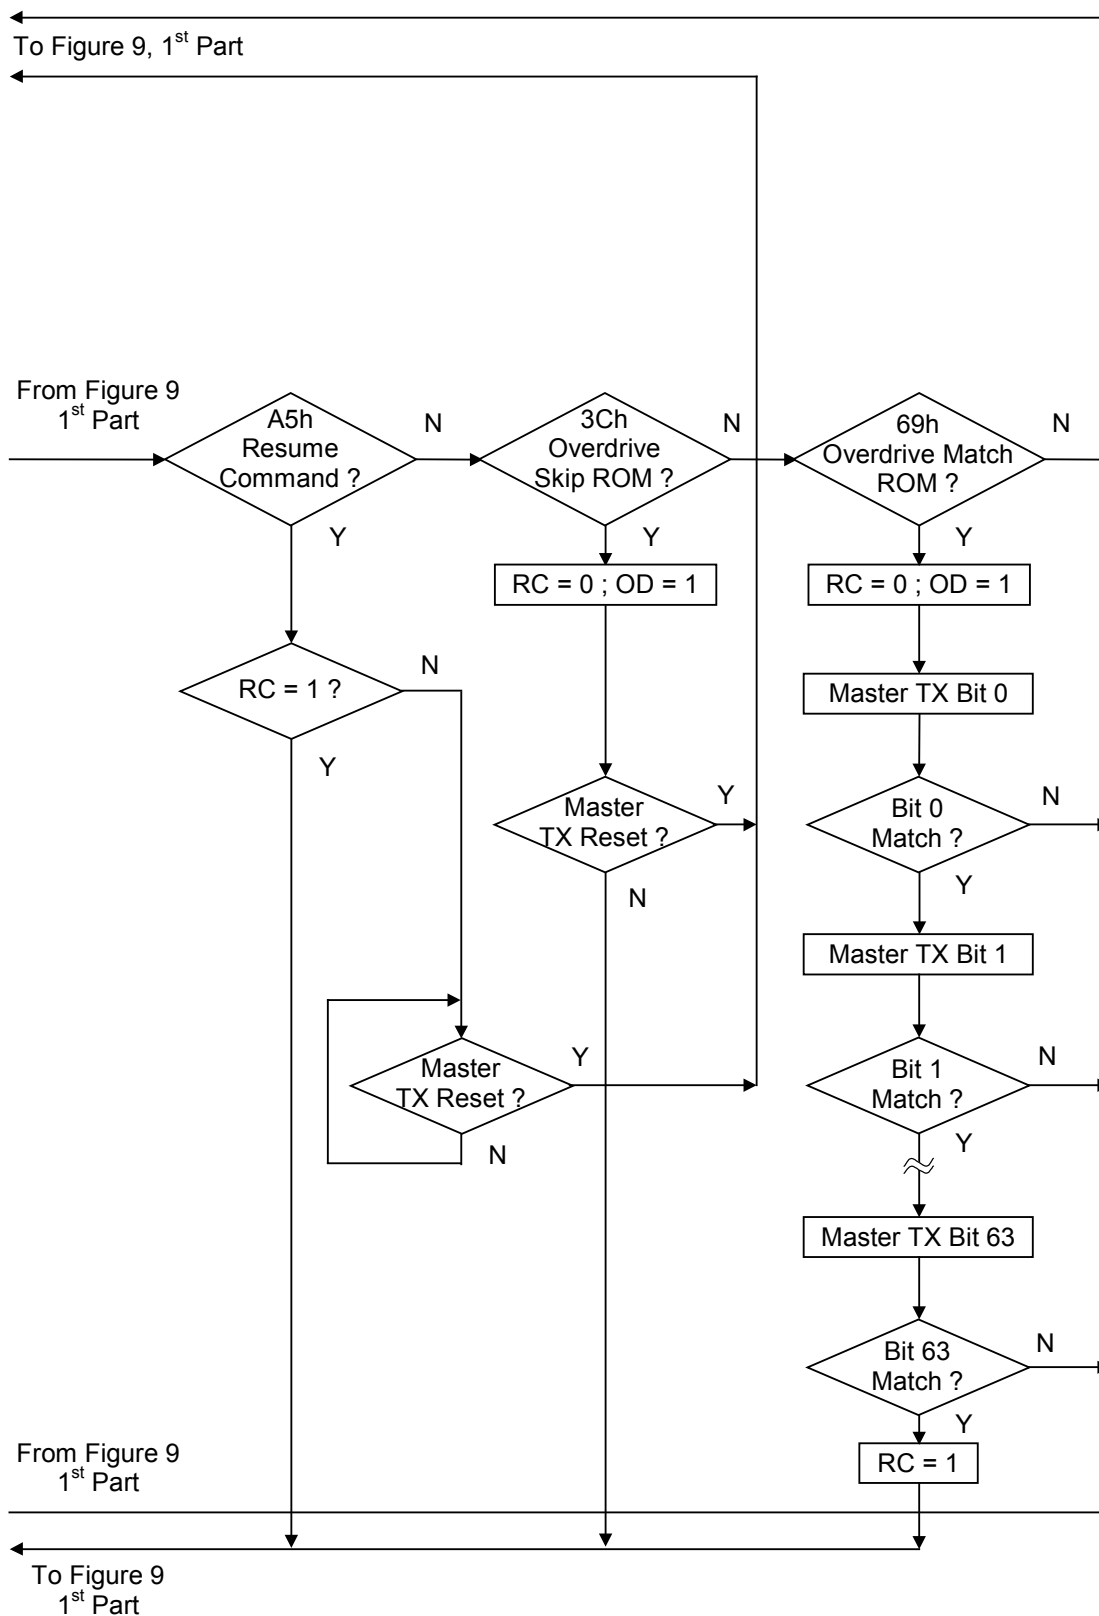 To Figure 9, 1st Part
From Figure 9
1st Part
A5h
Resume
Command ?
N
3Ch
Overdrive
Skip ROM ?
N
69h
Overdrive Match
ROM ?
N
Y
Y
Y
RC = 0 ; OD = 1
RC = 0 ; OD = 1
RC = 1 ?
N
Y
Master TX Bit 0
Master
TX Reset ?
Y
N
Bit 0
Match ?
N
Y
Master TX Bit 1
Master
TX Reset ?
Y
N
Bit 1
Match ?
N
Y
Master TX Bit 63
Bit 63
Match ?
N
Y
From Figure 9
1st Part
RC = 1
To Figure 9
1st Part